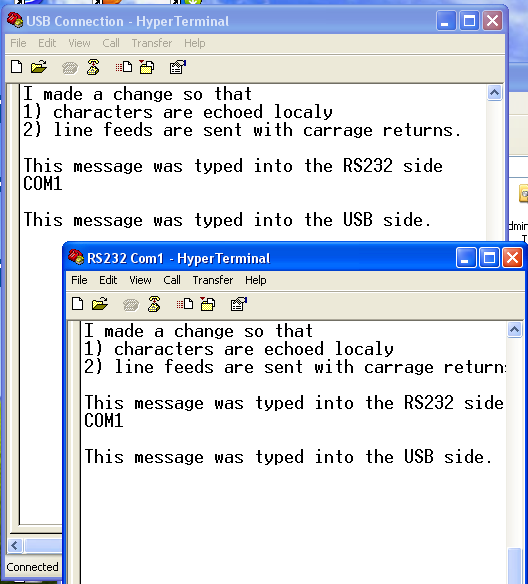 USB Connection - HyperTerminal
File Edit View Call Transfer Help
I made a change so that
1) characters are echoed localy
2) line feeds are sent with carrage returns.
This message was typed into the RS232 side
COM1
This message was typed into the USB side.
Connected
RS232 Com1 - HyperTerminal
File Edit View Call Transfer Help
I made a change so that
1) characters are echoed localy
2) line feeds are sent with carrage return
This message was typed into the RS232 side
COM1
This message was typed into the USB side.
dmin